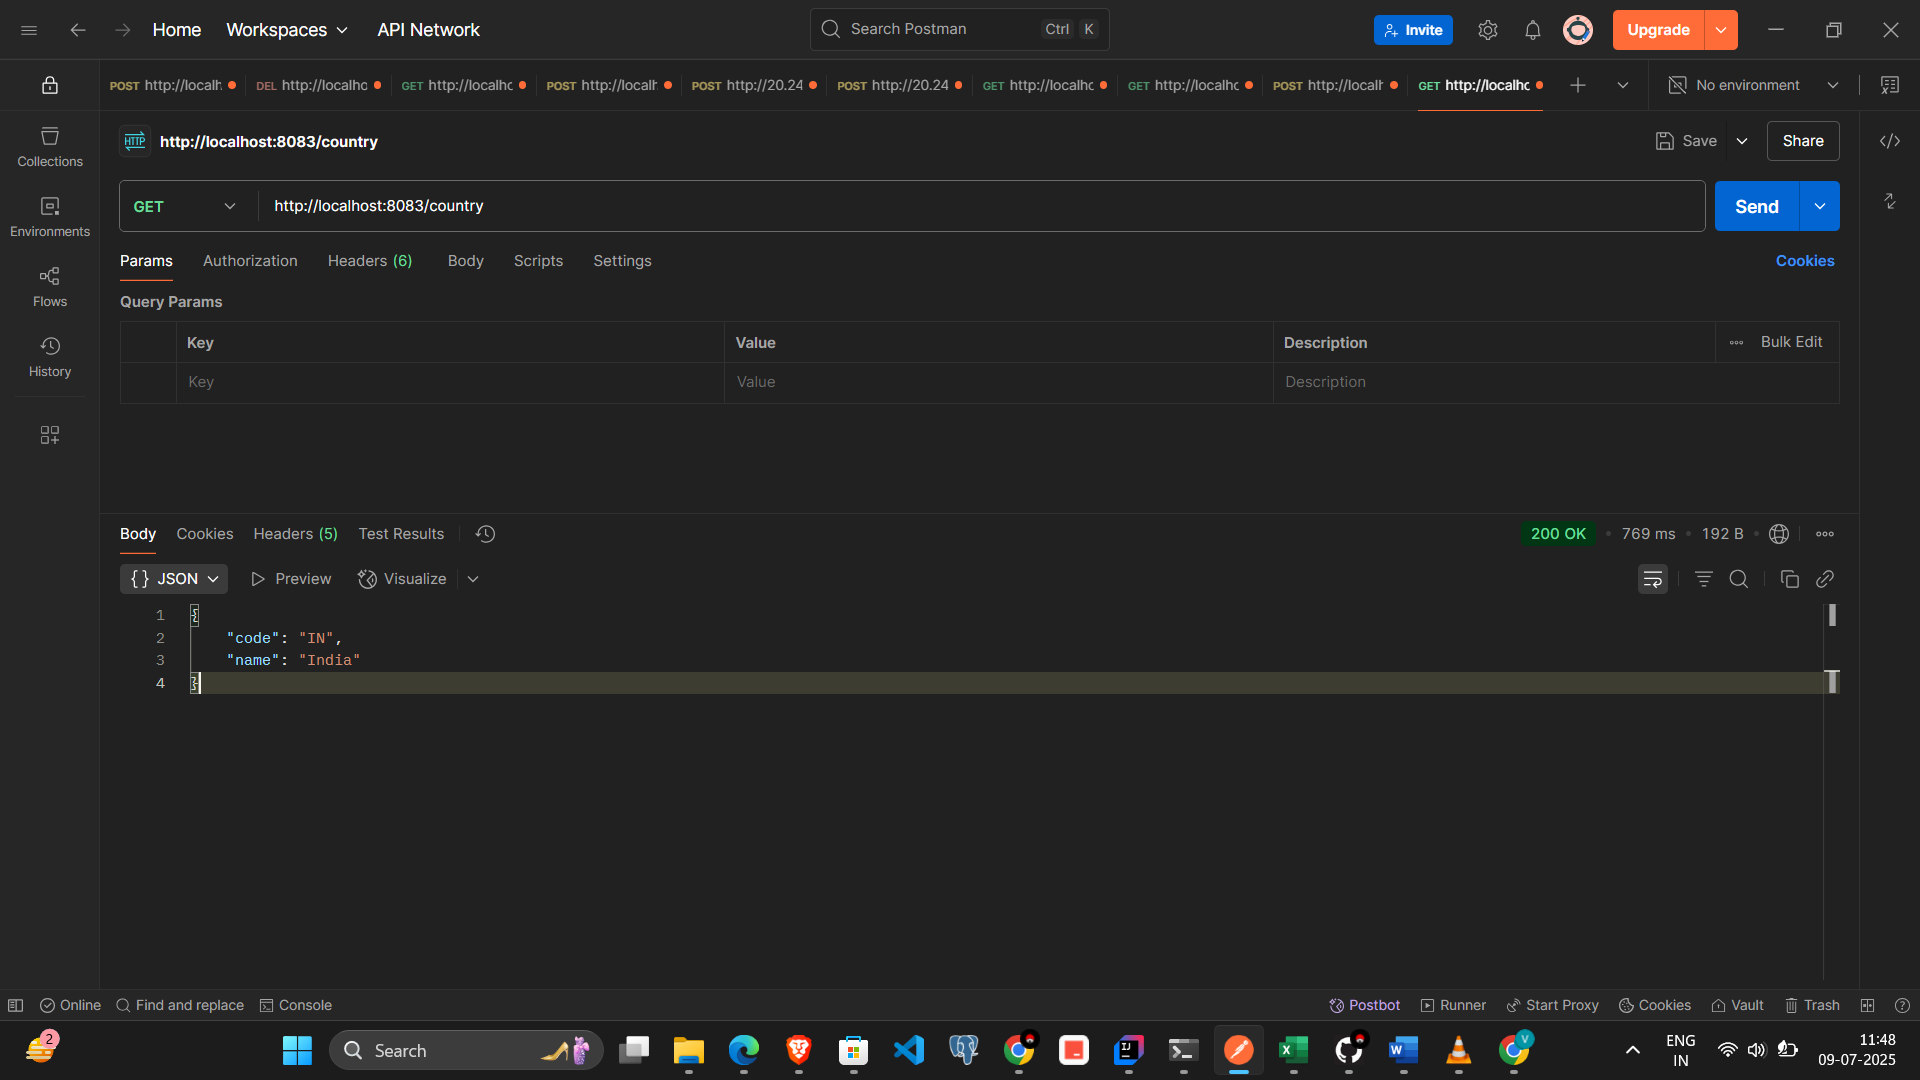 Home Workspaces API Network Search Postman Ctrl K Invite Upgrade
POST http://localh DEL http://localho GET http://localhc POST http://localh POST http://20.24 POST http://20.24 GET http://localhc GET http://localhc POST http://localh GET http://localhc No environment
HTTP http://localhost:8083/country Save Share
GET http://localhost:8083/country Send
Params Authorization Headers (6) Body Scripts Settings Cookies
Query Params
Key Value Description Bulk Edit
Key Value Description
Collections
Environments
Flows
History
Body Cookies Headers (5) Test Results 200 OK 769 ms 192 B
{} JSON Preview Visualize
1 {
2 "code": "IN",
3 "name": "India"
4 }
Online Find and replace Console Postbot Runner Start Proxy Cookies Vault Trash
2 Search ENG IN 11:48
09-07-2025